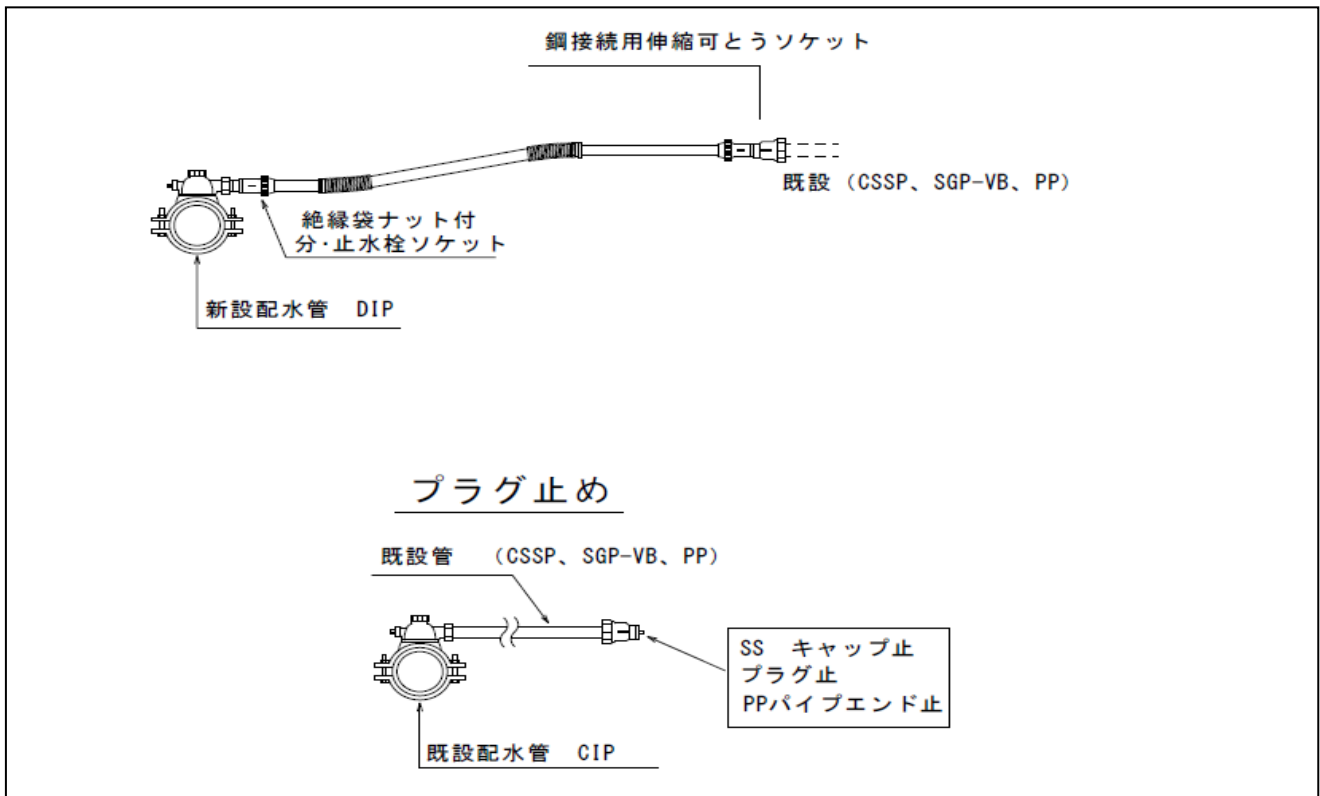 鋼接続用伸縮可とうソケット
既設（CSSP、SGP-VB、PP）
絶縁袋ナット付
分・止水栓ソケット
新設配水管　DIP
プラグ止め
既設管　（CSSP、SGP-VB、PP）
SS　キャップ止
プラグ止
PPパイプエンド止
既設配水管　CIP